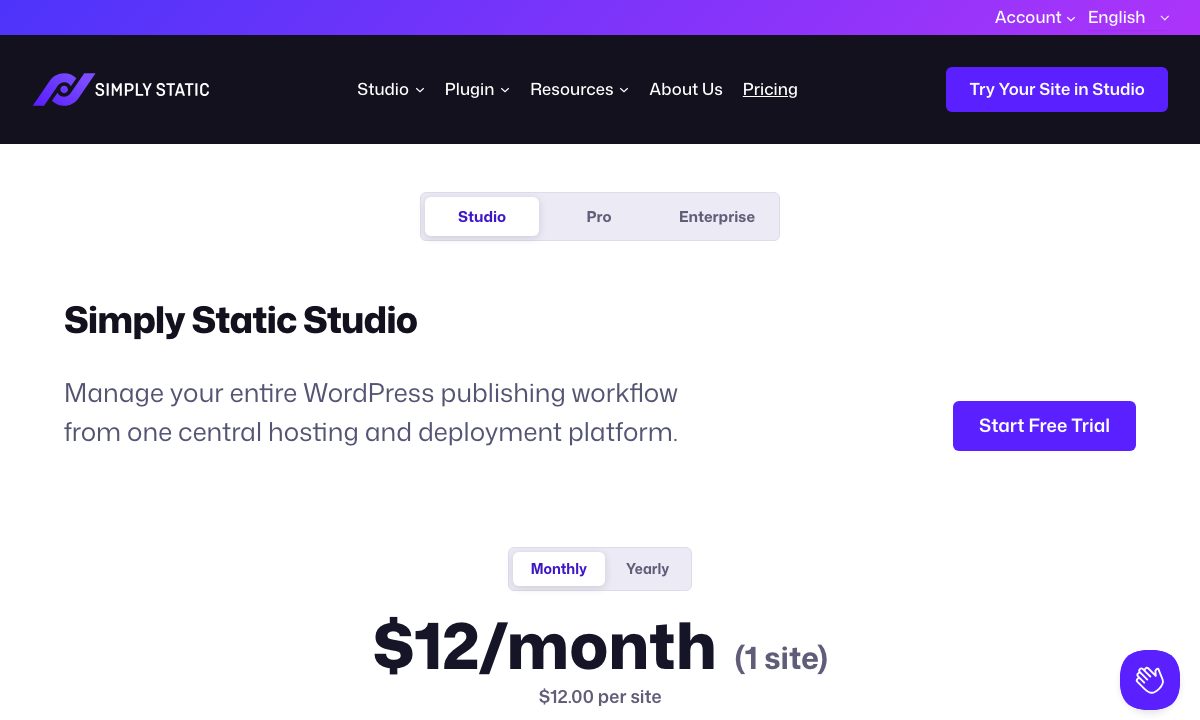 Account English
SIMPLY STATIC
Studio Plugin Resources About Us Pricing
Try Your Site in Studio
Studio Pro Enterprise
Simply Static Studio
Manage your entire WordPress publishing workflow
from one central hosting and deployment platform.
Start Free Trial
Monthly Yearly
$12/month (1 site)
$12.00 per site